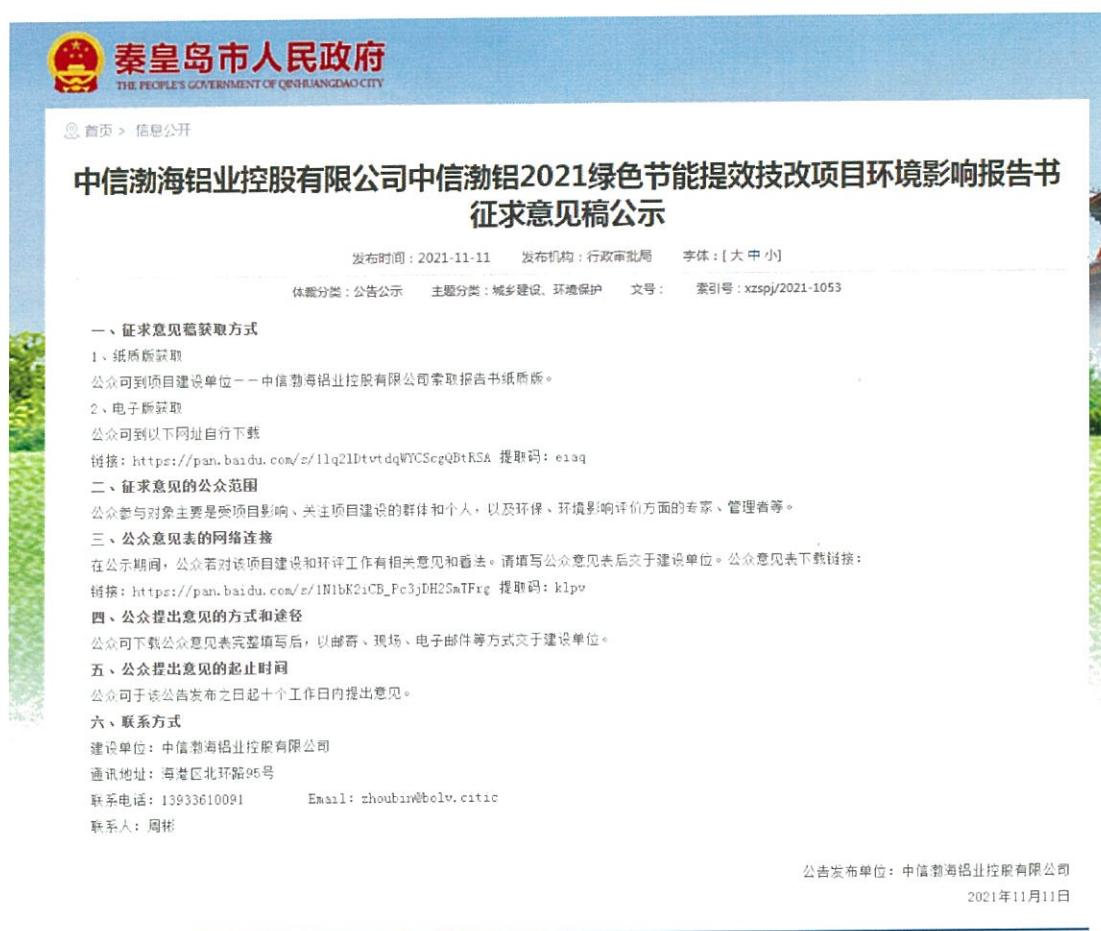 秦皇岛市人民政府
THE PEOPLE'S GOVERNMENT OF QINHUANGDAO CITY
首页 > 信息公开
中信渤海铝业控股有限公司中信渤铝2021绿色节能提效技改项目环境影响报告书
征求意见稿公示
发布时间：2021-11-11 发布机构：行政审批局 字体：[ 大 中 小]
体裁分类：公告公示 主题分类：城乡建设、环境保护 文号： 索引号：xzspj/2021-1053
一、征求意见稿获取方式
1、纸质版获取
公众可到项目建设单位——中信渤海铝业控股有限公司索取报告书纸质版。
2、电子版获取
公众可到以下网址自行下载
链接：https://pan.baidu.com/s/1lq2lDtvtdqWYCScgQBtRSA 提取码：eiaq
二、征求意见的公众范围
公众参与对象主要是受项目影响、关注项目建设的群体和个人，以及环保、环境影响评价方面的专家、管理者等。
三、公众意见表的网络连接
在公示期间，公众若对该项目建设和环评工作有相关意见和看法。请填写公众意见表后交于建设单位。公众意见表下载链接：
链接：https://pan.baidu.com/s/1N1bK2iCB_Pc3jDH2SmTFrg 提取码：klpv
四、公众提出意见的方式和途径
公众可下载公众意见表完整填写后，以邮寄、现场、电子邮件等方式交于建设单位。
五、公众提出意见的起止时间
公众可于该公告发布之日起十个工作日内提出意见。
六、联系方式
建设单位：中信渤海铝业控股有限公司
通讯地址：海港区北环路95号
联系电话：13933610091 Email：zhoubin@bolv.citic
联系人：周彬
公告发布单位：中信渤海铝业控股有限公司
2021年11月11日